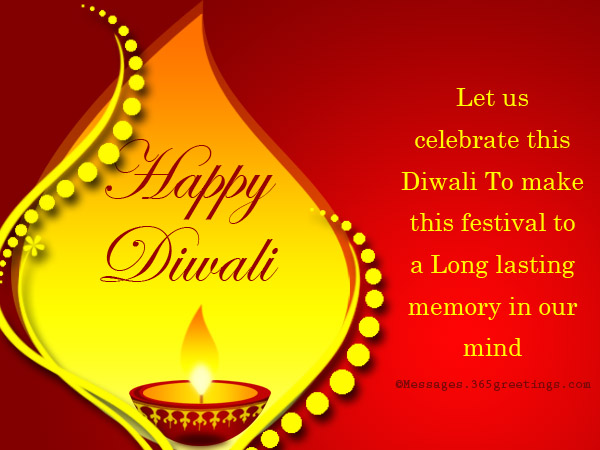 Happy
Diwali
Let us
celebrate this
Diwali To make
this festival to
a Long lasting
memory in our
mind
©Messages.365greetings.com